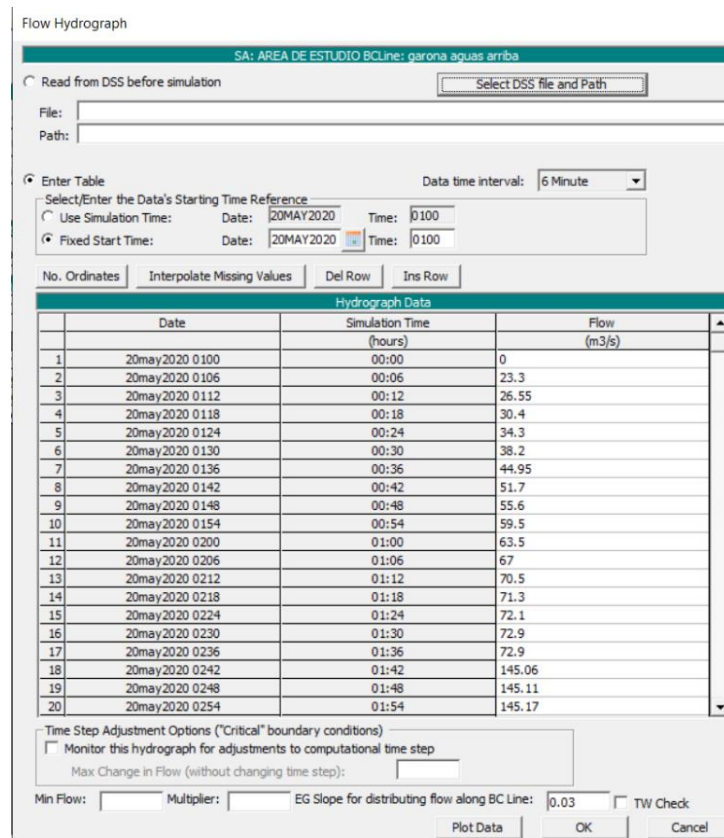 Flow Hydrograph
SA: AREA DE ESTUDIO BCLine: garona aguas arriba
Read from DSS before simulation Select DSS file and Path
File:
Path:
Enter Table Data time interval: 6 Minute
Select/Enter the Data's Starting Time Reference
Use Simulation Time: Date: 20MAY2020 Time: 0100
Fixed Start Time: Date: 20MAY2020 Time: 0100
No. Ordinates Interpolate Missing Values Del Row Ins Row
Hydrograph Data
Date Simulation Time Flow
(hours) (m3/s)
1 20may2020 0100 00:00 0
2 20may2020 0106 00:06 23.3
3 20may2020 0112 00:12 26.55
4 20may2020 0118 00:18 30.4
5 20may2020 0124 00:24 34.3
6 20may2020 0130 00:30 38.2
7 20may2020 0136 00:36 44.95
8 20may2020 0142 00:42 51.7
9 20may2020 0148 00:48 55.6
10 20may2020 0154 00:54 59.5
11 20may2020 0200 01:00 63.5
12 20may2020 0206 01:06 67
13 20may2020 0212 01:12 70.5
14 20may2020 0218 01:18 71.3
15 20may2020 0224 01:24 72.1
16 20may2020 0230 01:30 72.9
17 20may2020 0236 01:36 72.9
18 20may2020 0242 01:42 145.06
19 20may2020 0248 01:48 145.11
20 20may2020 0254 01:54 145.17
Time Step Adjustment Options ("Critical" boundary conditions)
Monitor this hydrograph for adjustments to computational time step
Max Change in Flow (without changing time step):
Min Flow: Multiplier: EG Slope for distributing flow along BC Line: 0.03 TW Check
Plot Data OK Cancel